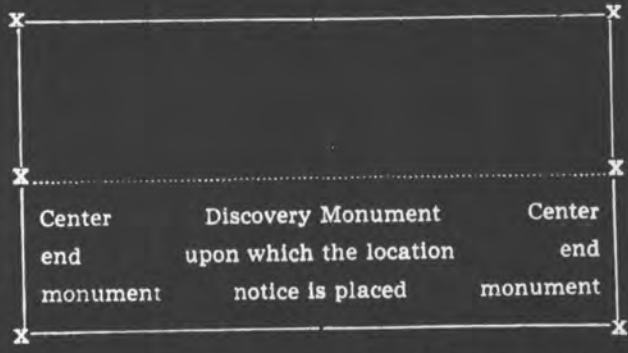 X X
X X
Center Discovery Monument Center
end upon which the location end
monument notice is placed monument
X X